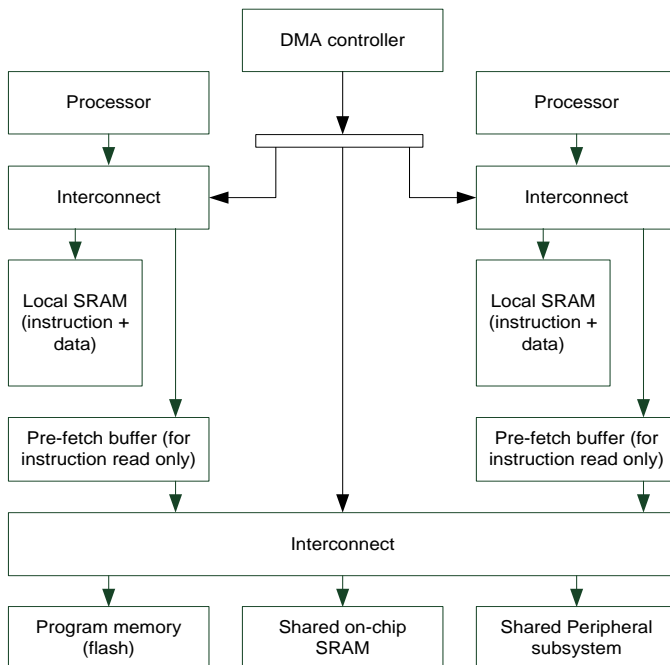 DMA controller
Processor
Processor
Interconnect
Interconnect
Local SRAM
(instruction +
data)
Local SRAM
(instruction +
data)
Pre-fetch buffer (for
instruction read only)
Pre-fetch buffer (for
instruction read only)
Interconnect
Program memory
(flash)
Shared on-chip
SRAM
Shared Peripheral
subsystem